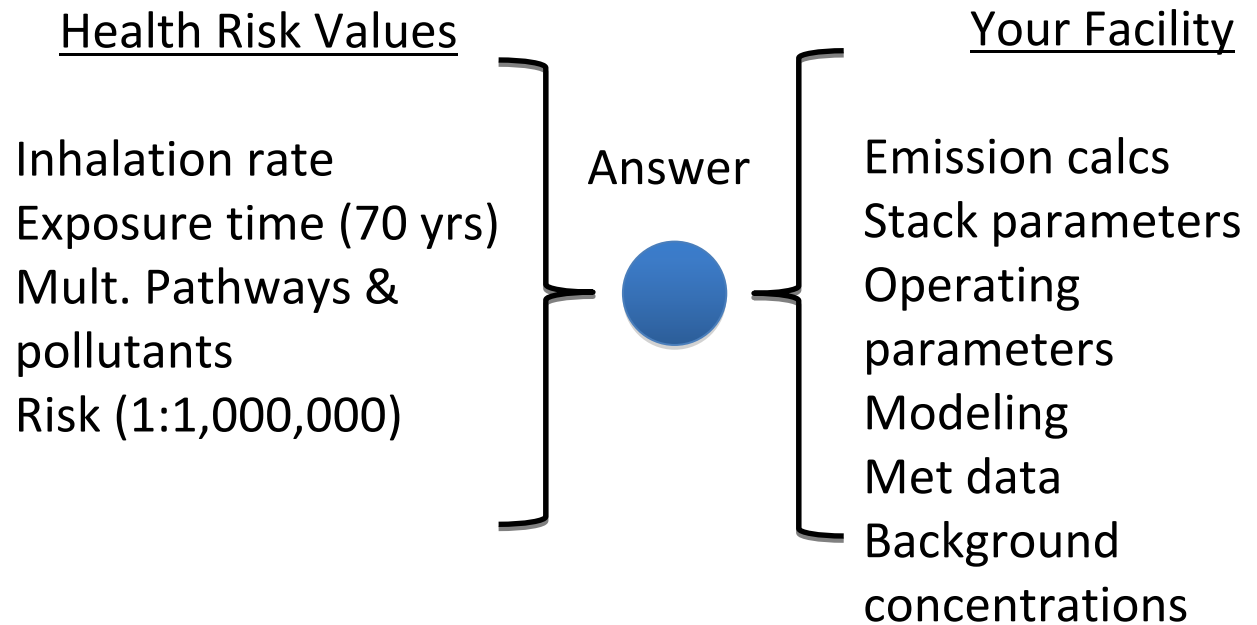 Health Risk Values
Inhalation rate
Exposure time (70 yrs)
Mult. Pathways &
pollutants
Risk (1:1,000,000)
Answer
Your Facility
Emission calcs
Stack parameters
Operating
parameters
Modeling
Met data
Background
concentrations